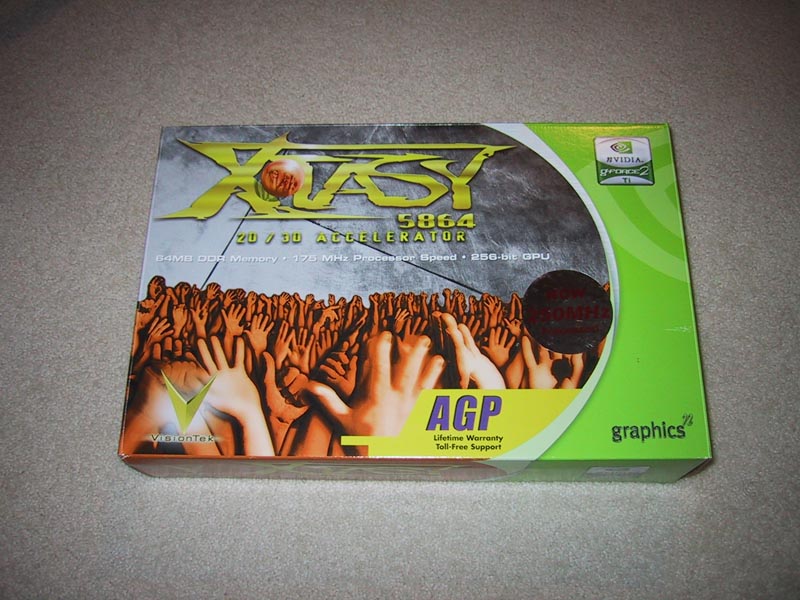 XTASY
5864
2D / 3D ACCELERATOR
64MB DDR Memory • 175 MHz Processor Speed • 256-bit GPU
NVIDIA
GEFORCE2
Ti
Now
AGP
Lifetime Warranty
Toll-Free Support
VisionTek
graphics